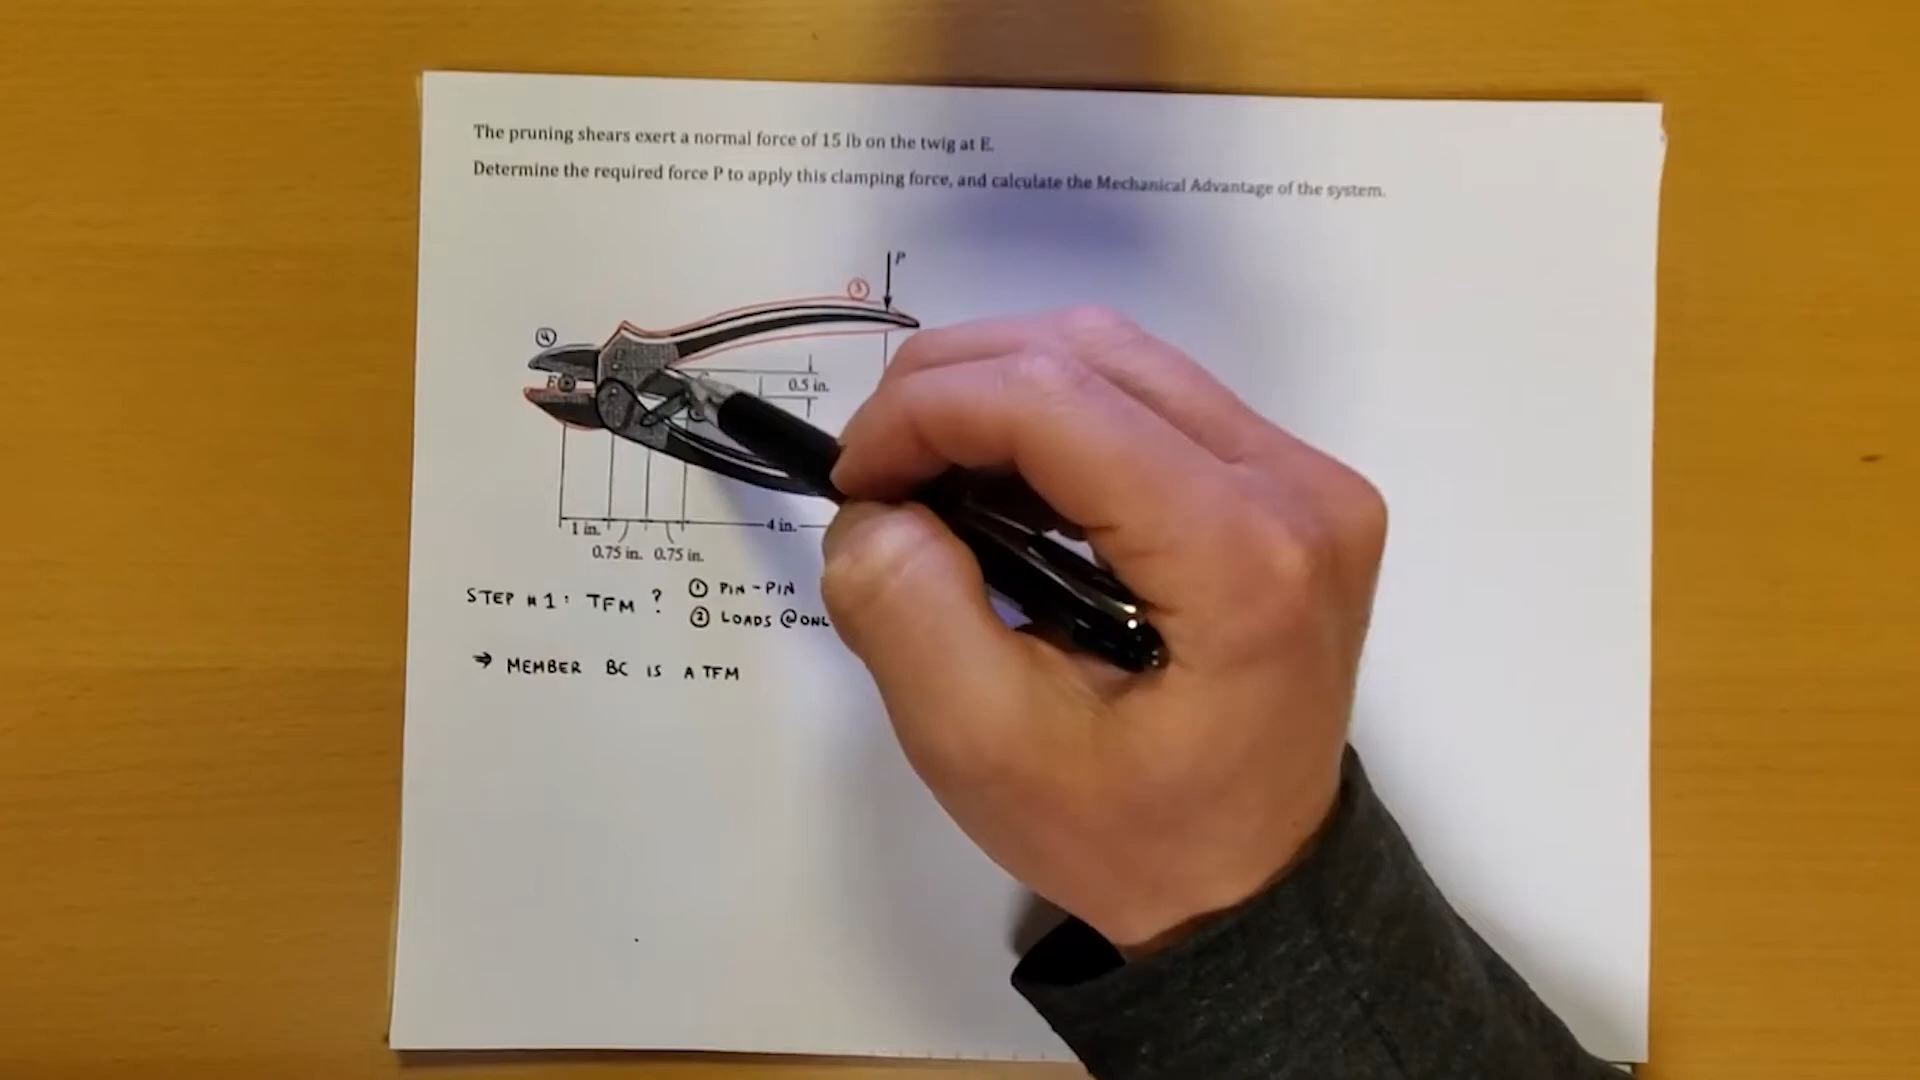 The pruning shears exert a normal force of 15 lb on the twig at E.
Determine the required force P to apply this clamping force, and calculate the Mechanical Advantage of the system.
P
3
4
E
0.5 in.
1 in.
4 in.
0.75 in. 0.75 in.
STEP #1: TFM ? ① PIN-PIN
② LOADS @ONL
→ MEMBER BC IS A TFM